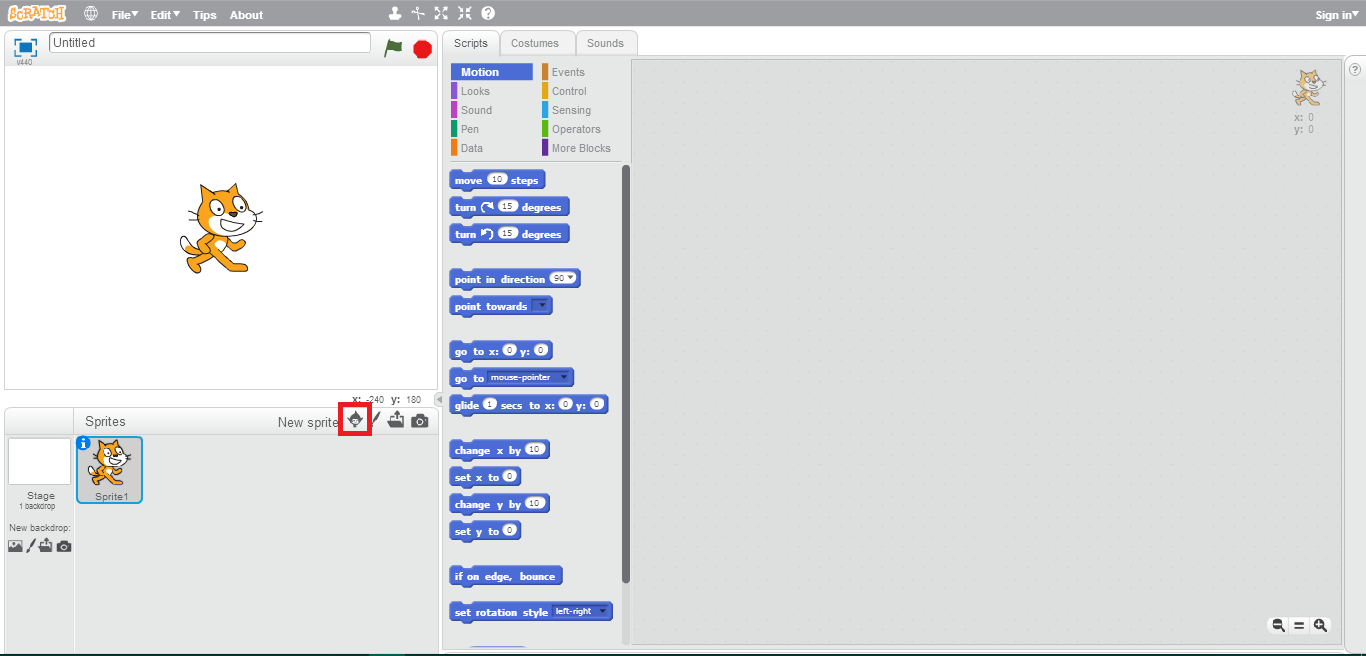 SCRATCH File Edit Tips About Sign in
Untitled
v440
Scripts Costumes Sounds
Motion Events
Looks Control
Sound Sensing
Pen Operators
Data More Blocks
x: 0
y: 0
move 10 steps
turn 15 degrees
turn 15 degrees
point in direction 90
point towards
go to x: 0 y: 0
go to mouse-pointer
glide 1 secs to x: 0 y: 0
change x by 10
set x to 0
change y by 10
set y to 0
if on edge, bounce
set rotation style left-right
x: -240 y: 180
Sprites New sprite
Sprite1
Stage
1 backdrop
New backdrop: